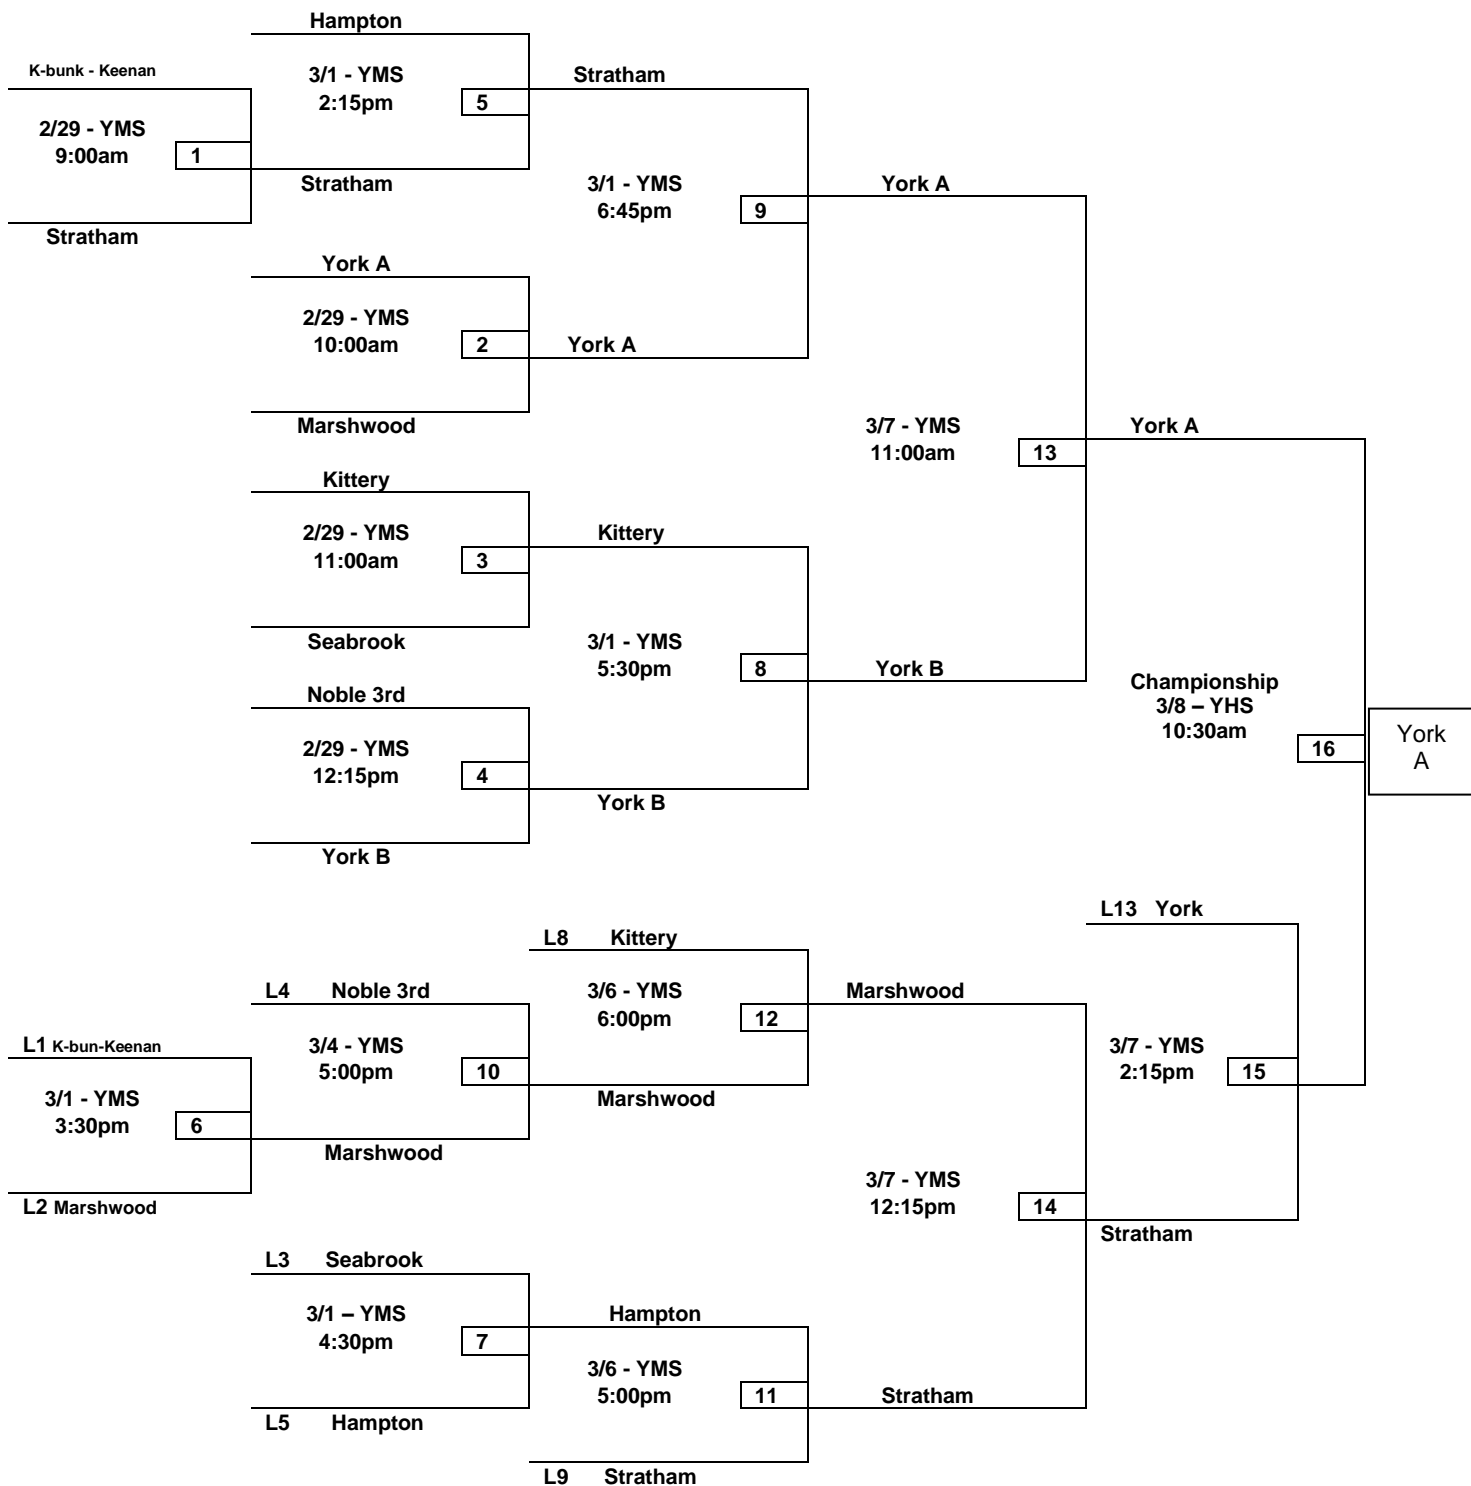 Hampton
K-bunk - Keenan
3/1 - YMS
2:15pm
5
Stratham
2/29 - YMS
9:00am
1
Stratham
3/1 - YMS
6:45pm
9
York A
Stratham
York A
2/29 - YMS
10:00am
2
York A
Marshwood
3/7 - YMS
11:00am
13
York A
Kittery
2/29 - YMS
11:00am
3
Kittery
Seabrook
3/1 - YMS
5:30pm
8
York B
Noble 3rd
Championship
3/8 – YHS
10:30am
16
York
A
2/29 - YMS
12:15pm
4
York B
York B
L13 York
L8 Kittery
L4 Noble 3rd
3/6 - YMS
6:00pm
12
Marshwood
L1 K-bun-Keenan
3/4 - YMS
5:00pm
10
Marshwood
3/7 - YMS
2:15pm
15
3/1 - YMS
3:30pm
6
Marshwood
L2 Marshwood
3/7 - YMS
12:15pm
14
Stratham
L3 Seabrook
3/1 – YMS
4:30pm
7
Hampton
L5 Hampton
3/6 - YMS
5:00pm
11
Stratham
L9 Stratham